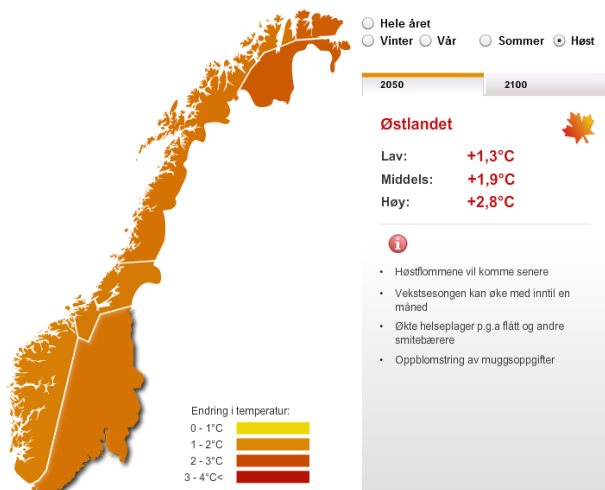 Hele året
Vinter Vår Sommer Høst
2050 2100
Østlandet
Lav: +1,3°C
Middels: +1,9°C
Høy: +2,8°C
i
• Høstflommene vil komme senere
• Vekstsesongen kan øke med inntil en
måned
• Økte helseplager p.g.a flått og andre
smitebærere
• Oppblomstring av muggsoppgifter
Endring i temperatur:
0 - 1°C
1 - 2°C
2 - 3°C
3 - 4°C<